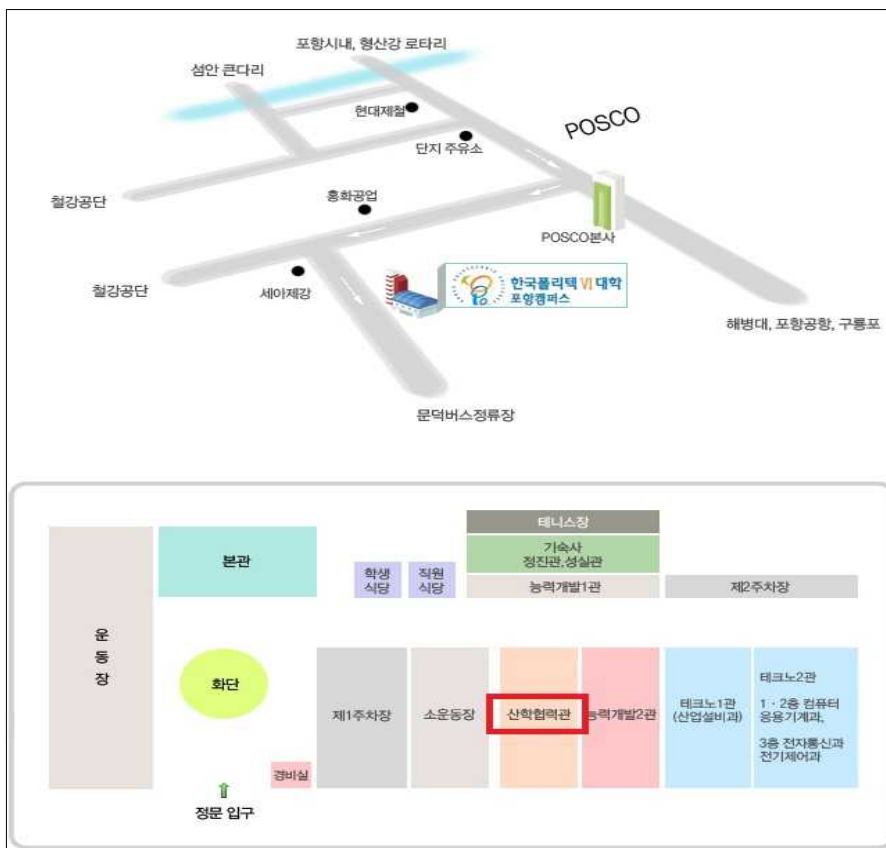 포항시내, 형산강 로타리
섬안 큰다리
현대제철
POSCO
단지 주유소
철강공단
흥화공업
POSCO본사
철강공단
세아제강
한국폴리텍 VI 대학
포항캠퍼스
해병대, 포항공항, 구룡포
문덕버스정류장
테니스장
본관
기숙사
정진관,성실관
학생
식당
직원
식당
능력개발1관
제2주차장
운
동
장
화단
제1주차장
소운동장
산학협력관
능력개발2관
테크노1관
(산업설비과)
테크노2관
1 · 2층 컴퓨터
응용기계과,
3층 전자통신과
전기제어과
경비실
정문 입구